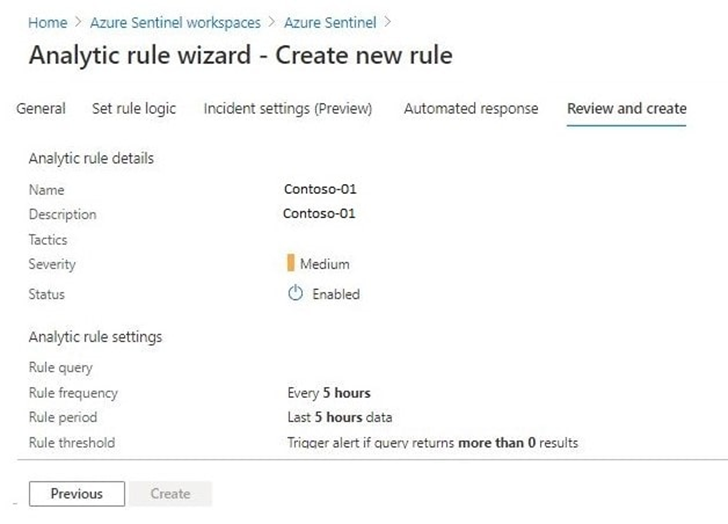 Home > Azure Sentinel workspaces > Azure Sentinel >
Analytic rule wizard - Create new rule
General Set rule logic Incident settings (Preview) Automated response Review and create
Analytic rule details
Name Contoso-01
Description Contoso-01
Tactics
Severity Medium
Status Enabled
Analytic rule settings
Rule query
Rule frequency Every 5 hours
Rule period Last 5 hours data
Rule threshold Trigger alert if query returns more than 0 results
Previous Create